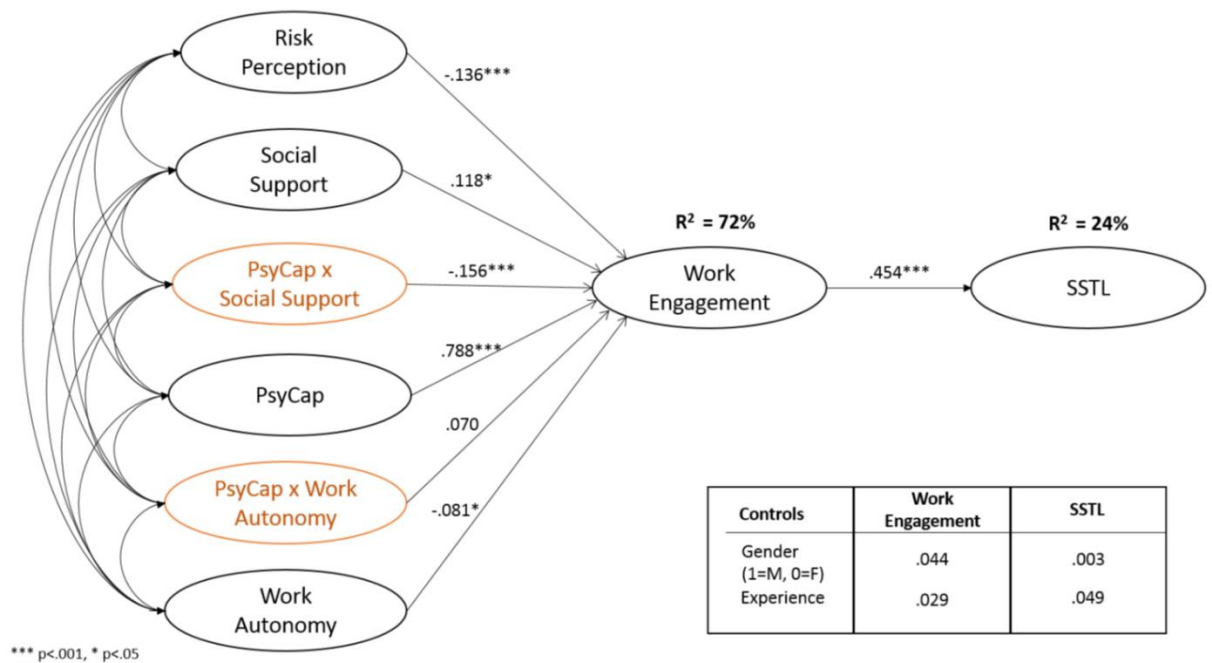 Risk
Perception
-.136***
Social
Support
.118*
R² = 72%
R² = 24%
PsyCap x
Social Support
-.156***
Work
Engagement
.454***
SSTL
.788***
PsyCap
.070
PsyCap x Work
Autonomy
-.081*
Work
Autonomy
Controls
Work
Engagement
SSTL
Gender
(1=M, 0=F)
.044
.003
Experience
.029
.049
*** p<.001, * p<.05